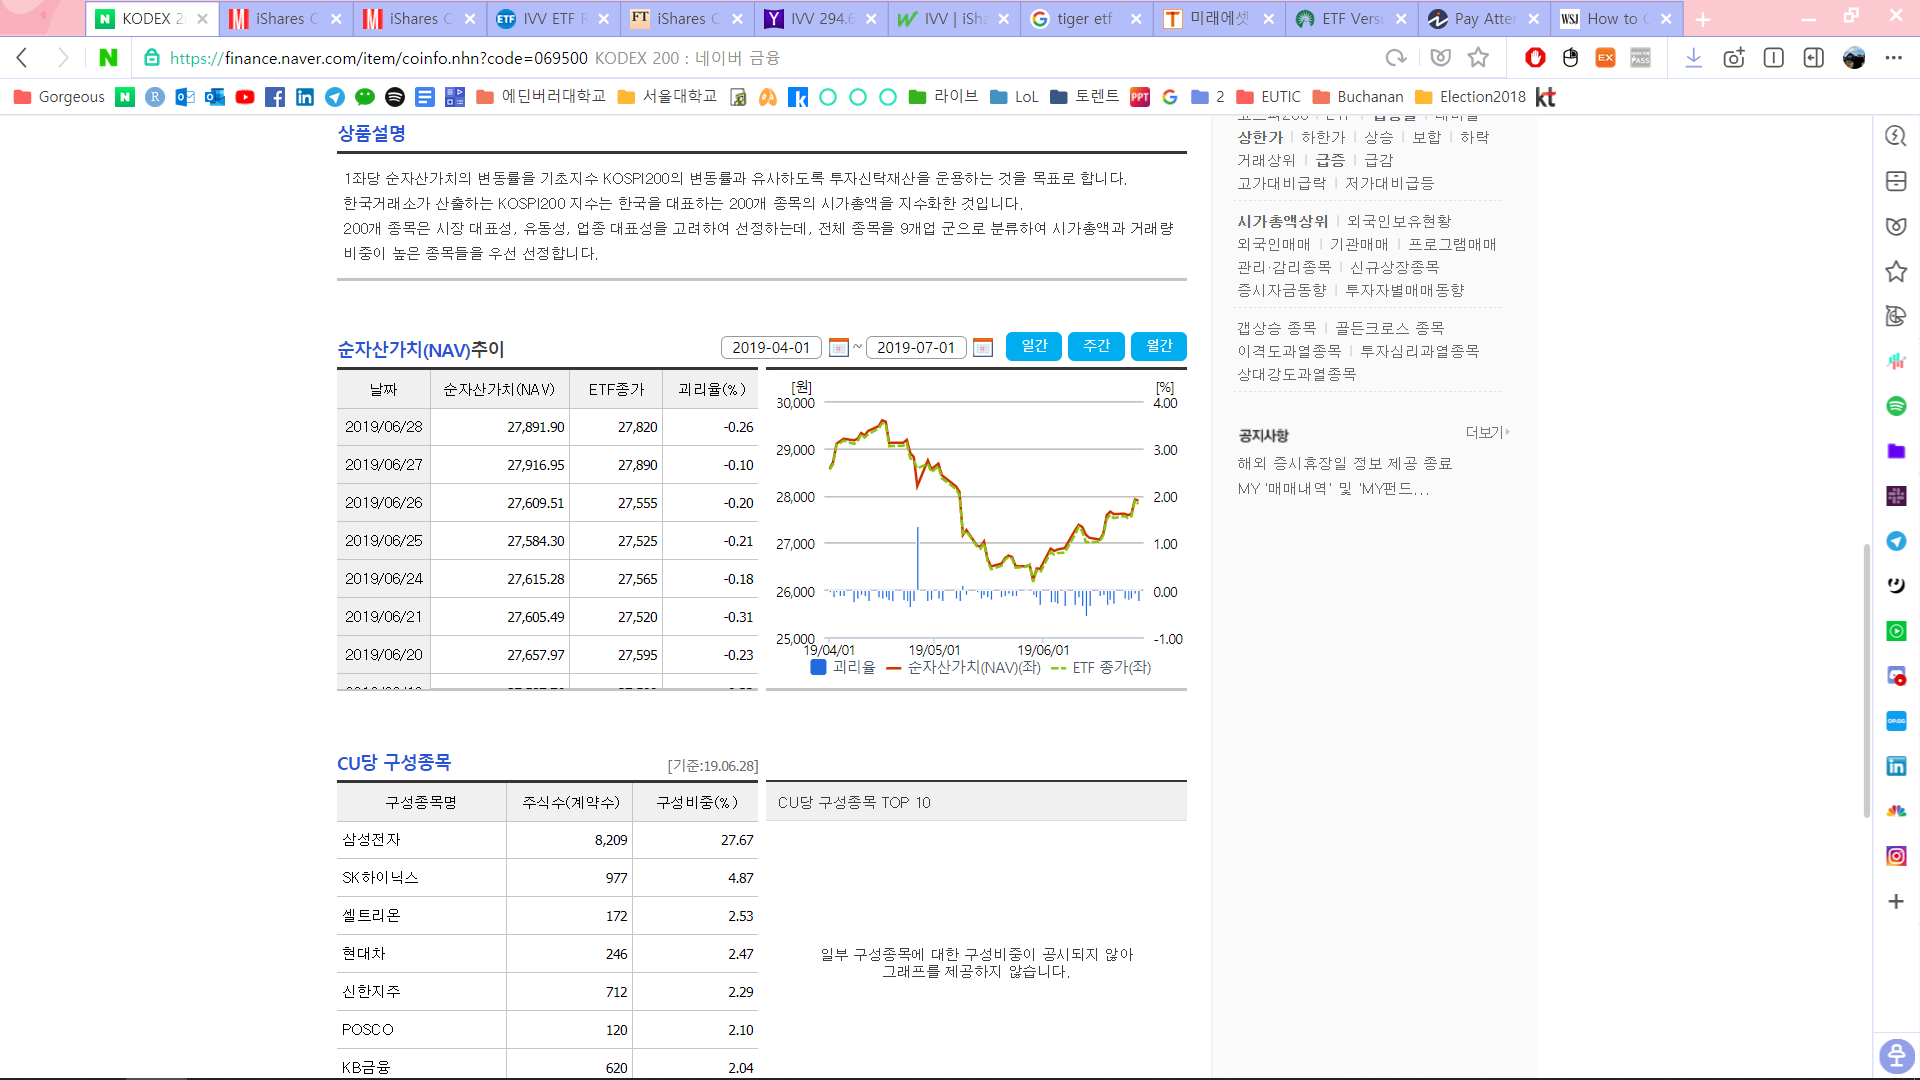 KODEX 2
iShares C
iShares C
IVV ETF R
iShares C
IVV 294.6
IVV | iSha
tiger etf
미래에셋
ETF Versu
Pay Atter
How to C
https://finance.naver.com/item/coinfo.nhn?code=069500 KODEX 200 : 네이버 금융
Gorgeous
에딘버러대학교
서울대학교
라이브
LoL
토렌트
2
EUTIC
Buchanan
Election2018
kt
상품설명
1좌당 순자산가치의 변동률을 기초지수 KOSPI200의 변동률과 유사하도록 투자신탁재산을 운용하는 것을 목표로 합니다.
한국거래소가 산출하는 KOSPI200 지수는 한국을 대표하는 200개 종목의 시가총액을 지수화한 것입니다.
200개 종목은 시장 대표성, 유동성, 업종 대표성을 고려하여 선정하는데, 전체 종목을 9개업 군으로 분류하여 시가총액과 거래량
비중이 높은 종목들을 우선 선정합니다.
순자산가치(NAV)추이
2019-04-01 ~ 2019-07-01 일간 주간 월간
날짜 순자산가치(NAV) ETF종가 괴리율(%)
2019/06/28 27,891.90 27,820 -0.26
2019/06/27 27,916.95 27,890 -0.10
2019/06/26 27,609.51 27,555 -0.20
2019/06/25 27,584.30 27,525 -0.21
2019/06/24 27,615.28 27,565 -0.18
2019/06/21 27,605.49 27,520 -0.31
2019/06/20 27,657.97 27,595 -0.23
[원] [%]
30,000 4.00
29,000 3.00
28,000 2.00
27,000 1.00
26,000 0.00
25,000 -1.00
19/04/01 19/05/01 19/06/01
괴리율 순자산가치(NAV)(좌) ETF 종가(좌)
CU당 구성종목 [기준:19.06.28]
구성종목명 주식수(계약수) 구성비중(%)
삼성전자 8,209 27.67
SK하이닉스 977 4.87
셀트리온 172 2.53
현대차 246 2.47
신한지주 712 2.29
POSCO 120 2.10
KB금융 620 2.04
CU당 구성종목 TOP 10
일부 구성종목에 대한 구성비중이 공시되지 않아
그래프를 제공하지 않습니다.
상한가 하한가 상승 보합 하락
거래상위 급증 급감
고가대비급락 저가대비급등
시가총액상위 외국인보유현황
외국인매매 기관매매 프로그램매매
관리·감리종목 신규상장종목
증시자금동향 투자자별매매동향
갭상승 종목 골든크로스 종목
이격도과열종목 투자심리과열종목
상대강도과열종목
공지사항 더보기
해외 증시휴장일 정보 제공 종료
MY '매매내역' 및 'MY펀드...